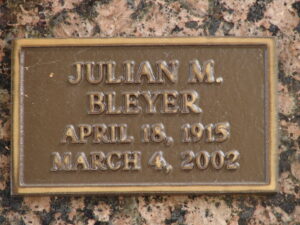 JULIAN M.
BLEYER
APRIL 18, 1915
MARCH 4, 2002